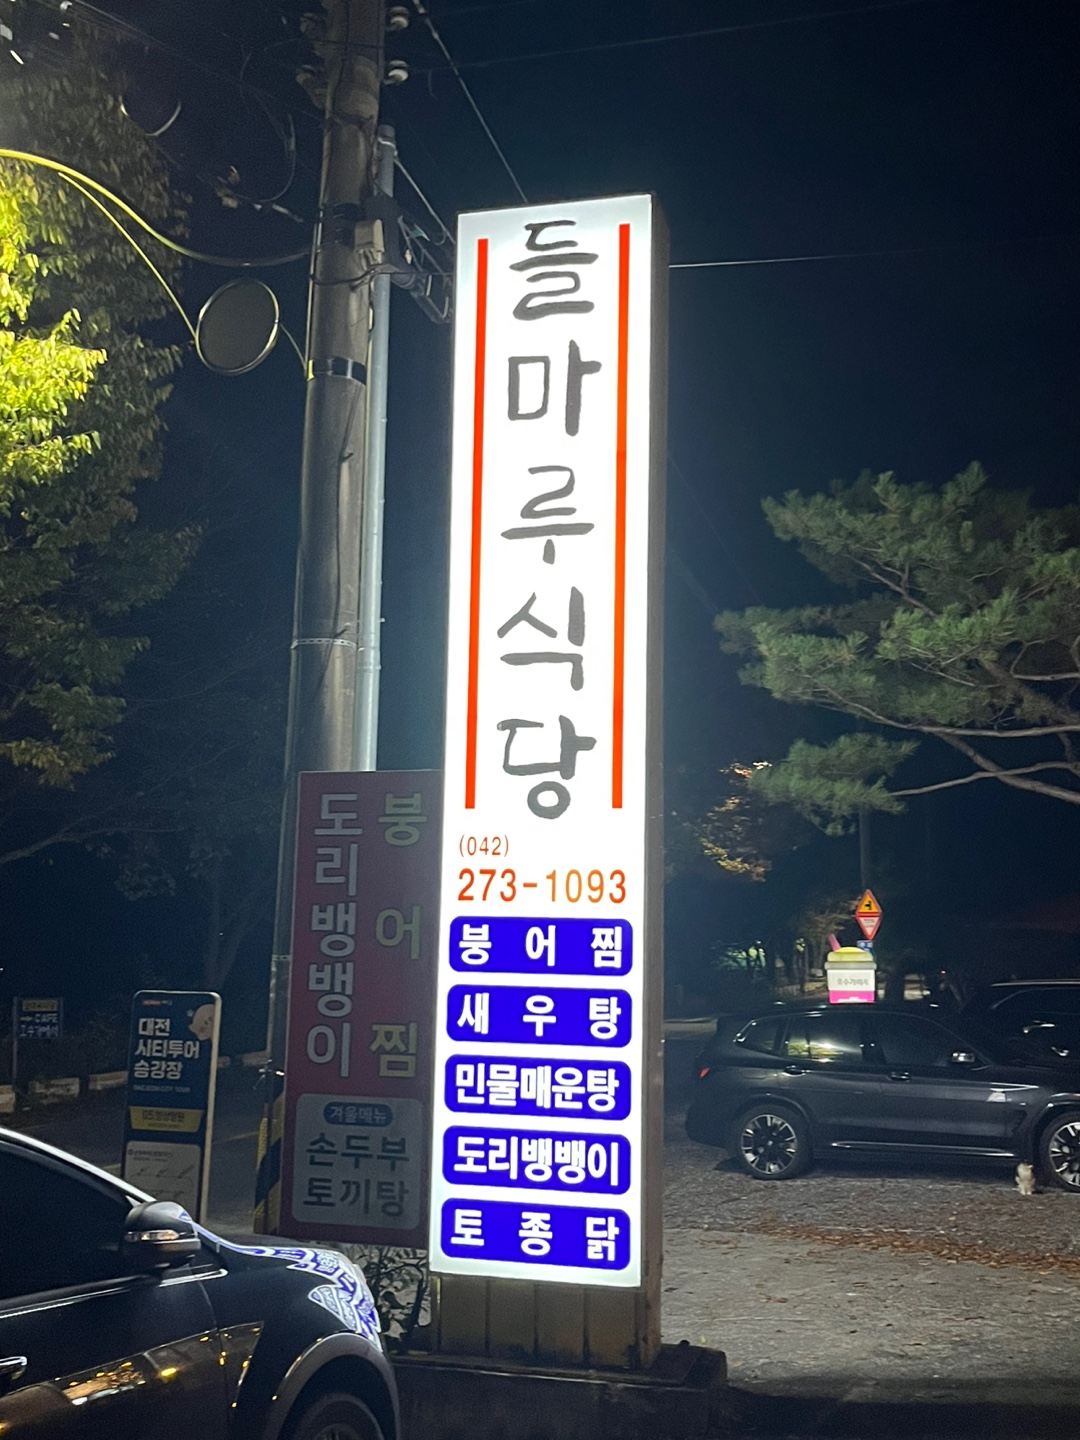 들마루식당
(042)
273-1093
붕어찜
새우탕
민물매운탕
도리뱅뱅이
토종닭
붕어찜
도리뱅뱅이
겨울메뉴
손두부
토끼탕
대전
시티투어
승강장